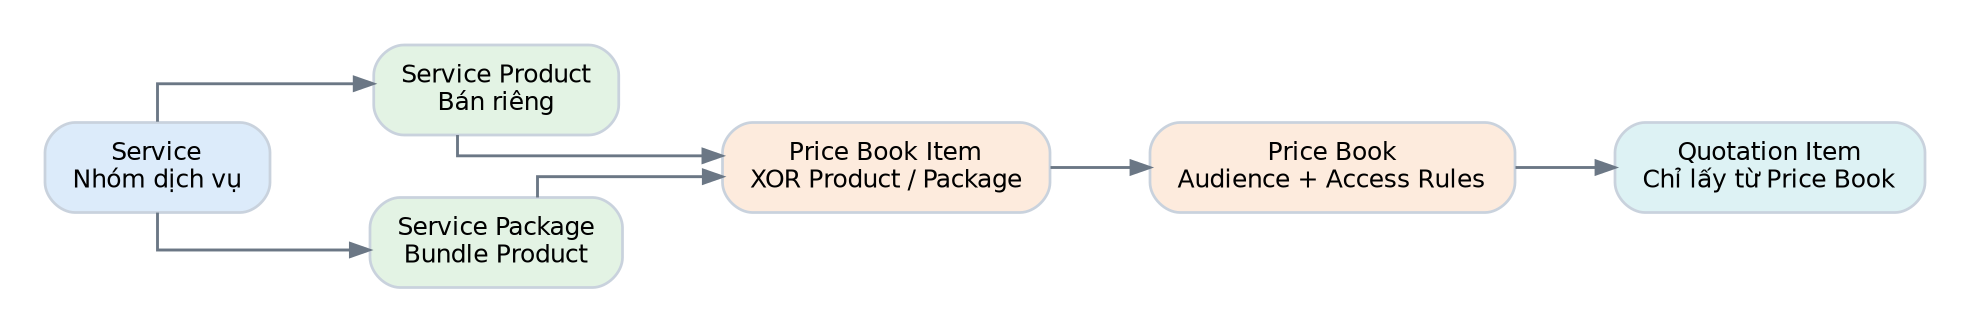 Service
Nhóm dịch vụ
Service Product
Bán riêng
Service Package
Bundle Product
Price Book Item
XOR Product / Package
Price Book
Audience + Access Rules
Quotation Item
Chỉ lấy từ Price Book